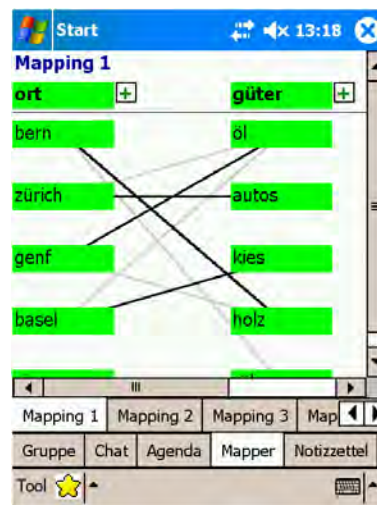 Start 13:18
Mapping 1
ort güter
bern öl
zürich autos
genf kies
basel holz
Mapping 1 Mapping 2 Mapping 3 Map
Gruppe Chat Agenda Mapper Notizzettel
Tool